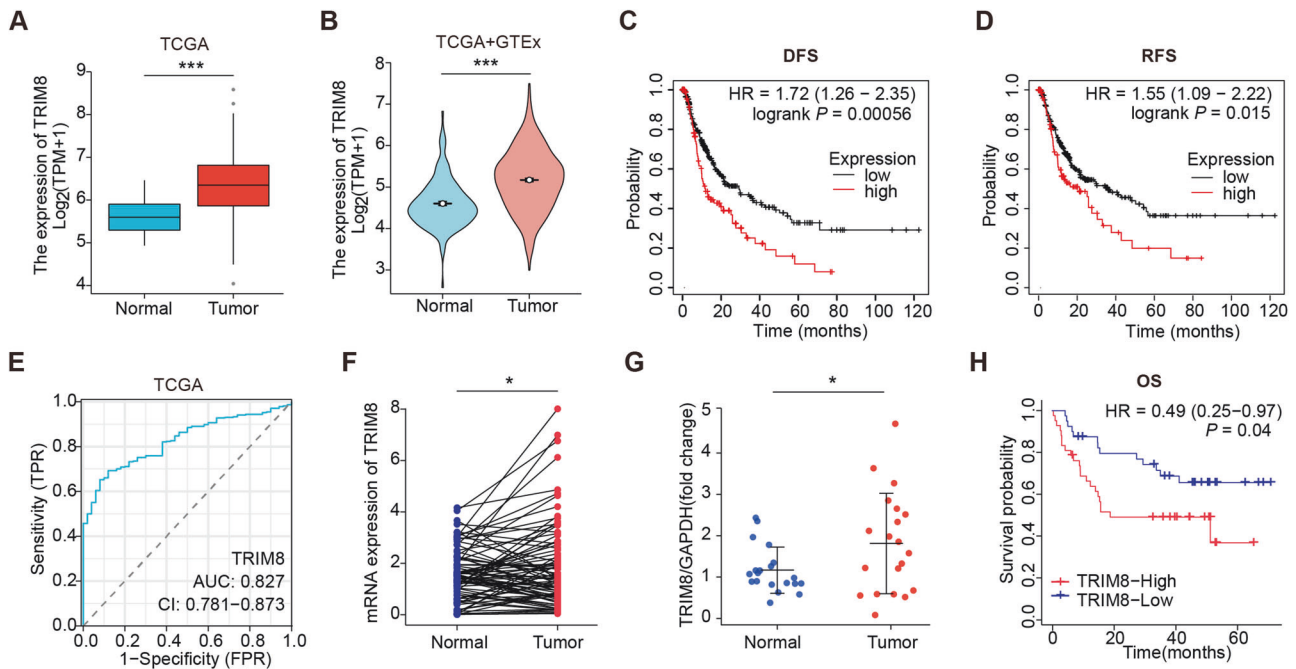 A
TCGA
***
The expression of TRIM8
Log2(TPM+1)
9
8
7
6
5
4
Normal
Tumor
B
TCGA+GTEx
***
The expression of TRIM8
Log2(TPM+1)
8
7
6
5
4
3
Normal
Tumor
C
DFS
HR = 1.72 (1.26 − 2.35)
logrank P = 0.00056
Expression
low
high
Probability
1.0
0.8
0.6
0.4
0.2
0.0
0 20 40 60 80 100 120
Time (months)
D
RFS
HR = 1.55 (1.09 − 2.22)
logrank P = 0.015
Expression
low
high
Probability
1.0
0.8
0.6
0.4
0.2
0.0
0 20 40 60 80 100 120
Time (months)
E
TCGA
Sensitivity (TPR)
1.0
0.8
0.6
0.4
0.2
0.0
TRIM8
AUC: 0.827
CI: 0.781−0.873
0.0 0.2 0.4 0.6 0.8 1.0
1-Specificity (FPR)
F
*
mRNA expression of TRIM8
8
6
4
2
0
Normal
Tumor
G
*
TRIM8/GAPDH(fold change)
5
4
3
2
1
0
Normal
Tumor
H
OS
HR = 0.49 (0.25−0.97)
P = 0.04
Survival probability
1.0
0.8
0.6
0.4
0.2
0.0
TRIM8−High
TRIM8−Low
0 20 40 60
Time(months)